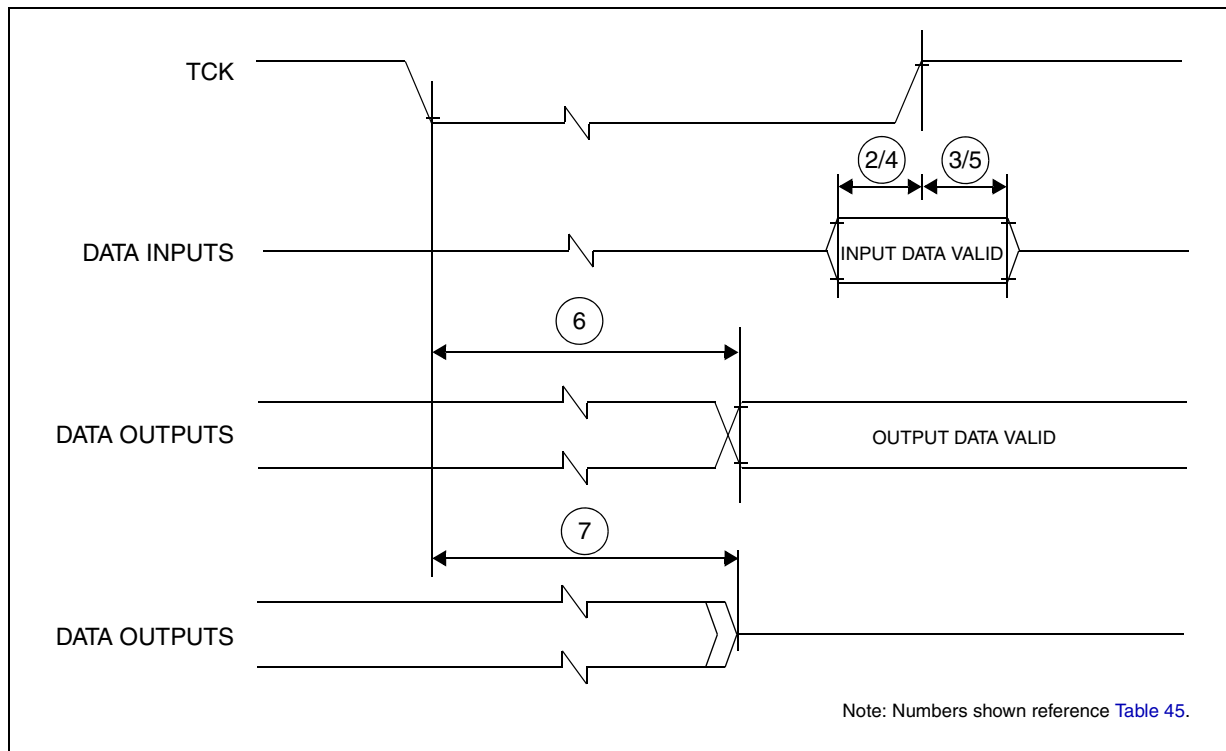 TCK
2/4
3/5
DATA INPUTS
INPUT DATA VALID
6
DATA OUTPUTS
OUTPUT DATA VALID
7
DATA OUTPUTS
Note: Numbers shown reference Table 45.